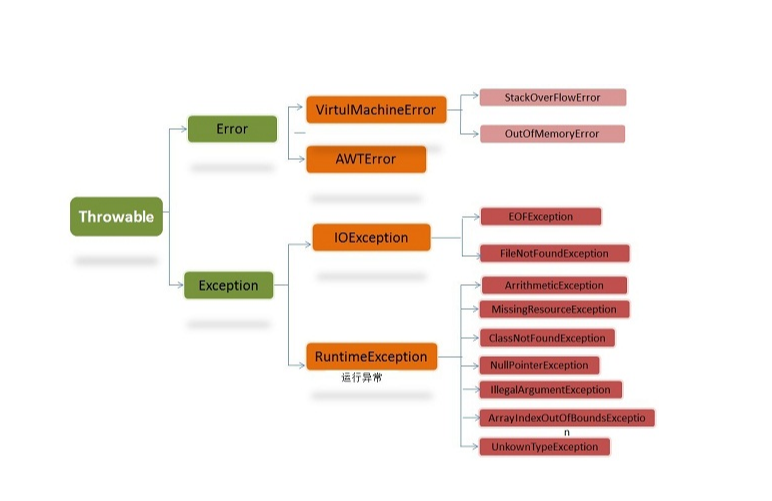 Throwable
Error
VirtulMachineError
StackOverFlowError
OutOfMemoryError
AWTError
Exception
IOException
EOFException
FileNotFoundException
RuntimeException
运行异常
ArrithmeticException
MissingResourceException
ClassNotFoundException
NullPointerException
IllegalArgumentException
ArrayIndexOutOfBoundsExceptio
n
UnkownTypeException